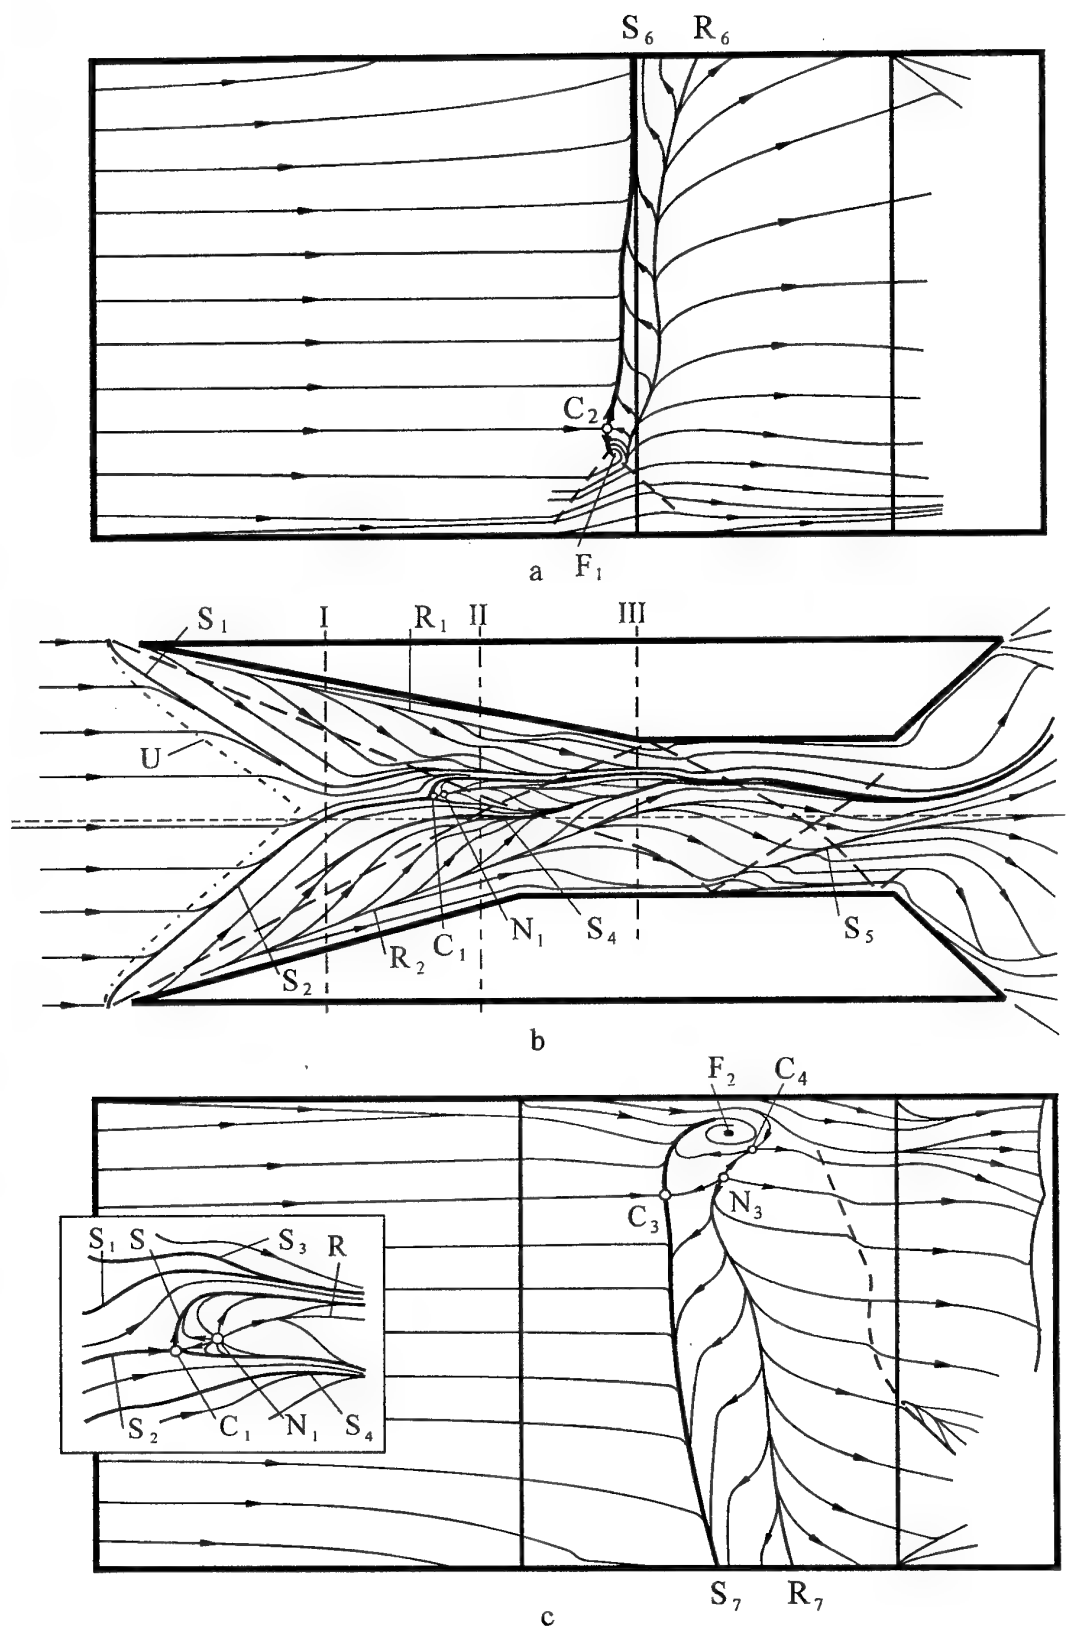 S₆ R₆
C₂
F₁
a
S₁ I R₁ II III
U
R₂ C₁ N₁ S₄ S₅
S₂
b
F₂ C₄
C₃ N₃
S₁ S S₃ R
S₂ C₁ N₁ S₄
S₇ R₇
c